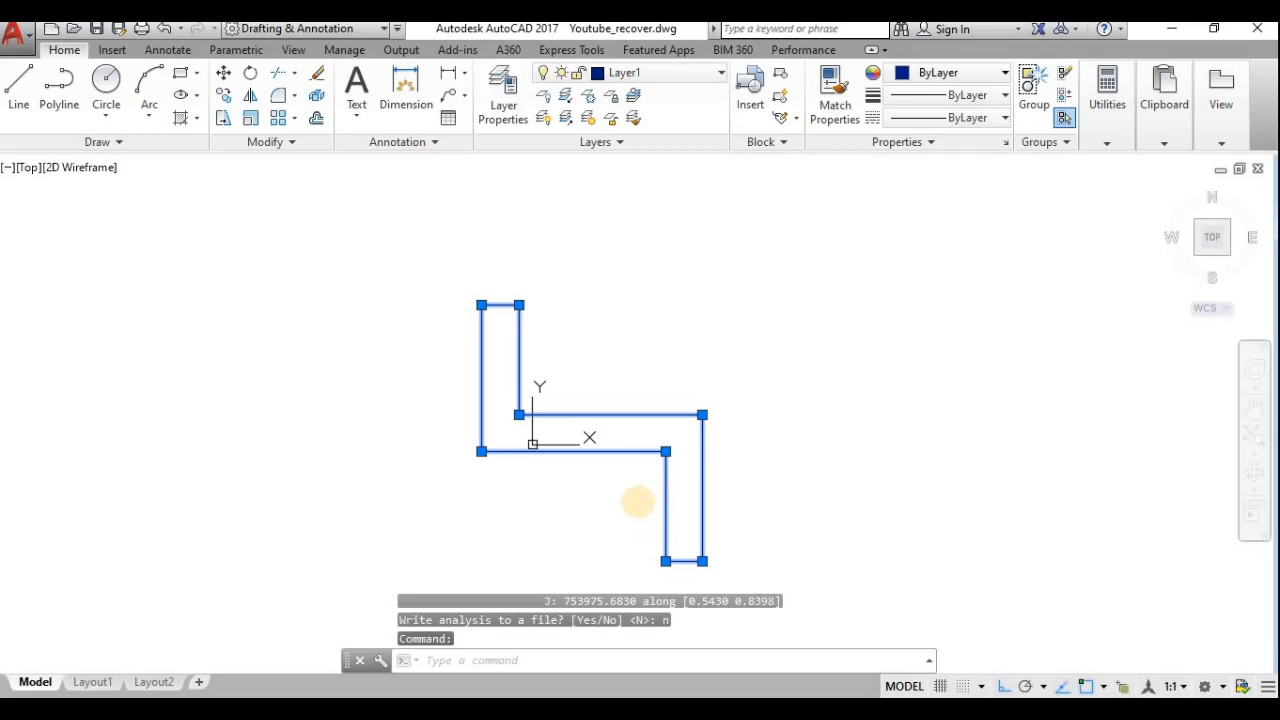 Drafting & Annotation
Autodesk AutoCAD 2017 Youtube_recover.dwg
Type a keyword or phrase
Sign In
Home Insert Annotate Parametric View Manage Output Add-ins A360 Express Tools Featured Apps BIM 360 Performance
Line
Polyline
Circle
Arc
Text
Dimension
Layer
Properties
Layer1
Insert
Match
Properties
ByLayer
ByLayer
ByLayer
Group
Utilities
Clipboard
View
Draw
Modify
Annotation
Layers
Block
Properties
Groups
[−][Top][2D Wireframe]
N
W
TOP
E
S
WCS
Y
X
J: 753975.6830 along [0.5430 0.8398]
Write analysis to a file? [Yes/No] <N>: n
Command:
Type a command
Model Layout1 Layout2 +
MODEL
1:1